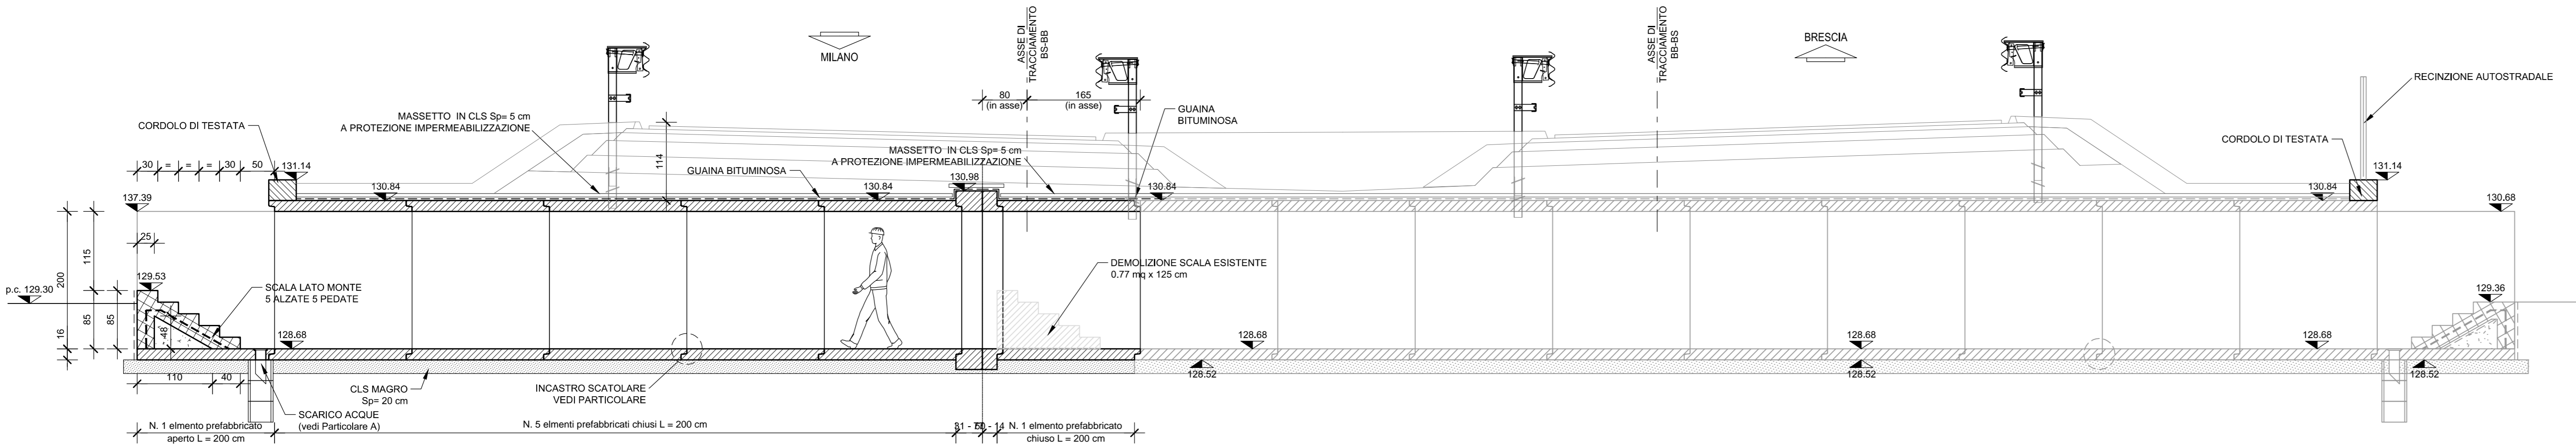 MILANO
ASSE DI
TRACCIAMENTO
BS-BB
ASSE DI
TRACCIAMENTO
BB-BS
BRESCIA
RECINZIONE AUTOSTRADALE
80
(in asse)
165
(in asse)
GUAINA
BITUMINOSA
MASSETTO IN CLS Sp= 5 cm
A PROTEZIONE IMPERMEABILIZZAZIONE
CORDOLO DI TESTATA
CORDOLO DI TESTATA
114
MASSETTO IN CLS Sp= 5 cm
A PROTEZIONE IMPERMEABILIZZAZIONE
GUAINA BITUMINOSA
30 = = = 30 50
131.14
130.84
130.84
130.98
130.84
130.84
131.14
137.39
130.68
25
115
200
85
85
16
48
129.53
p.c. 129.30
SCALA LATO MONTE
5 ALZATE 5 PEDATE
DEMOLIZIONE SCALA ESISTENTE
0.77 mq x 125 cm
129.36
128.68
128.68
128.68
128.68
128.52
128.52
128.52
110
40
CLS MAGRO
Sp= 20 cm
INCASTRO SCATOLARE
VEDI PARTICOLARE
SCARICO ACQUE
(vedi Particolare A)
N. 1 elmento prefabbricato
aperto L = 200 cm
N. 5 elmenti prefabbricati chiusi L = 200 cm
N. 1 elmento prefabbricato
chiuso L = 200 cm